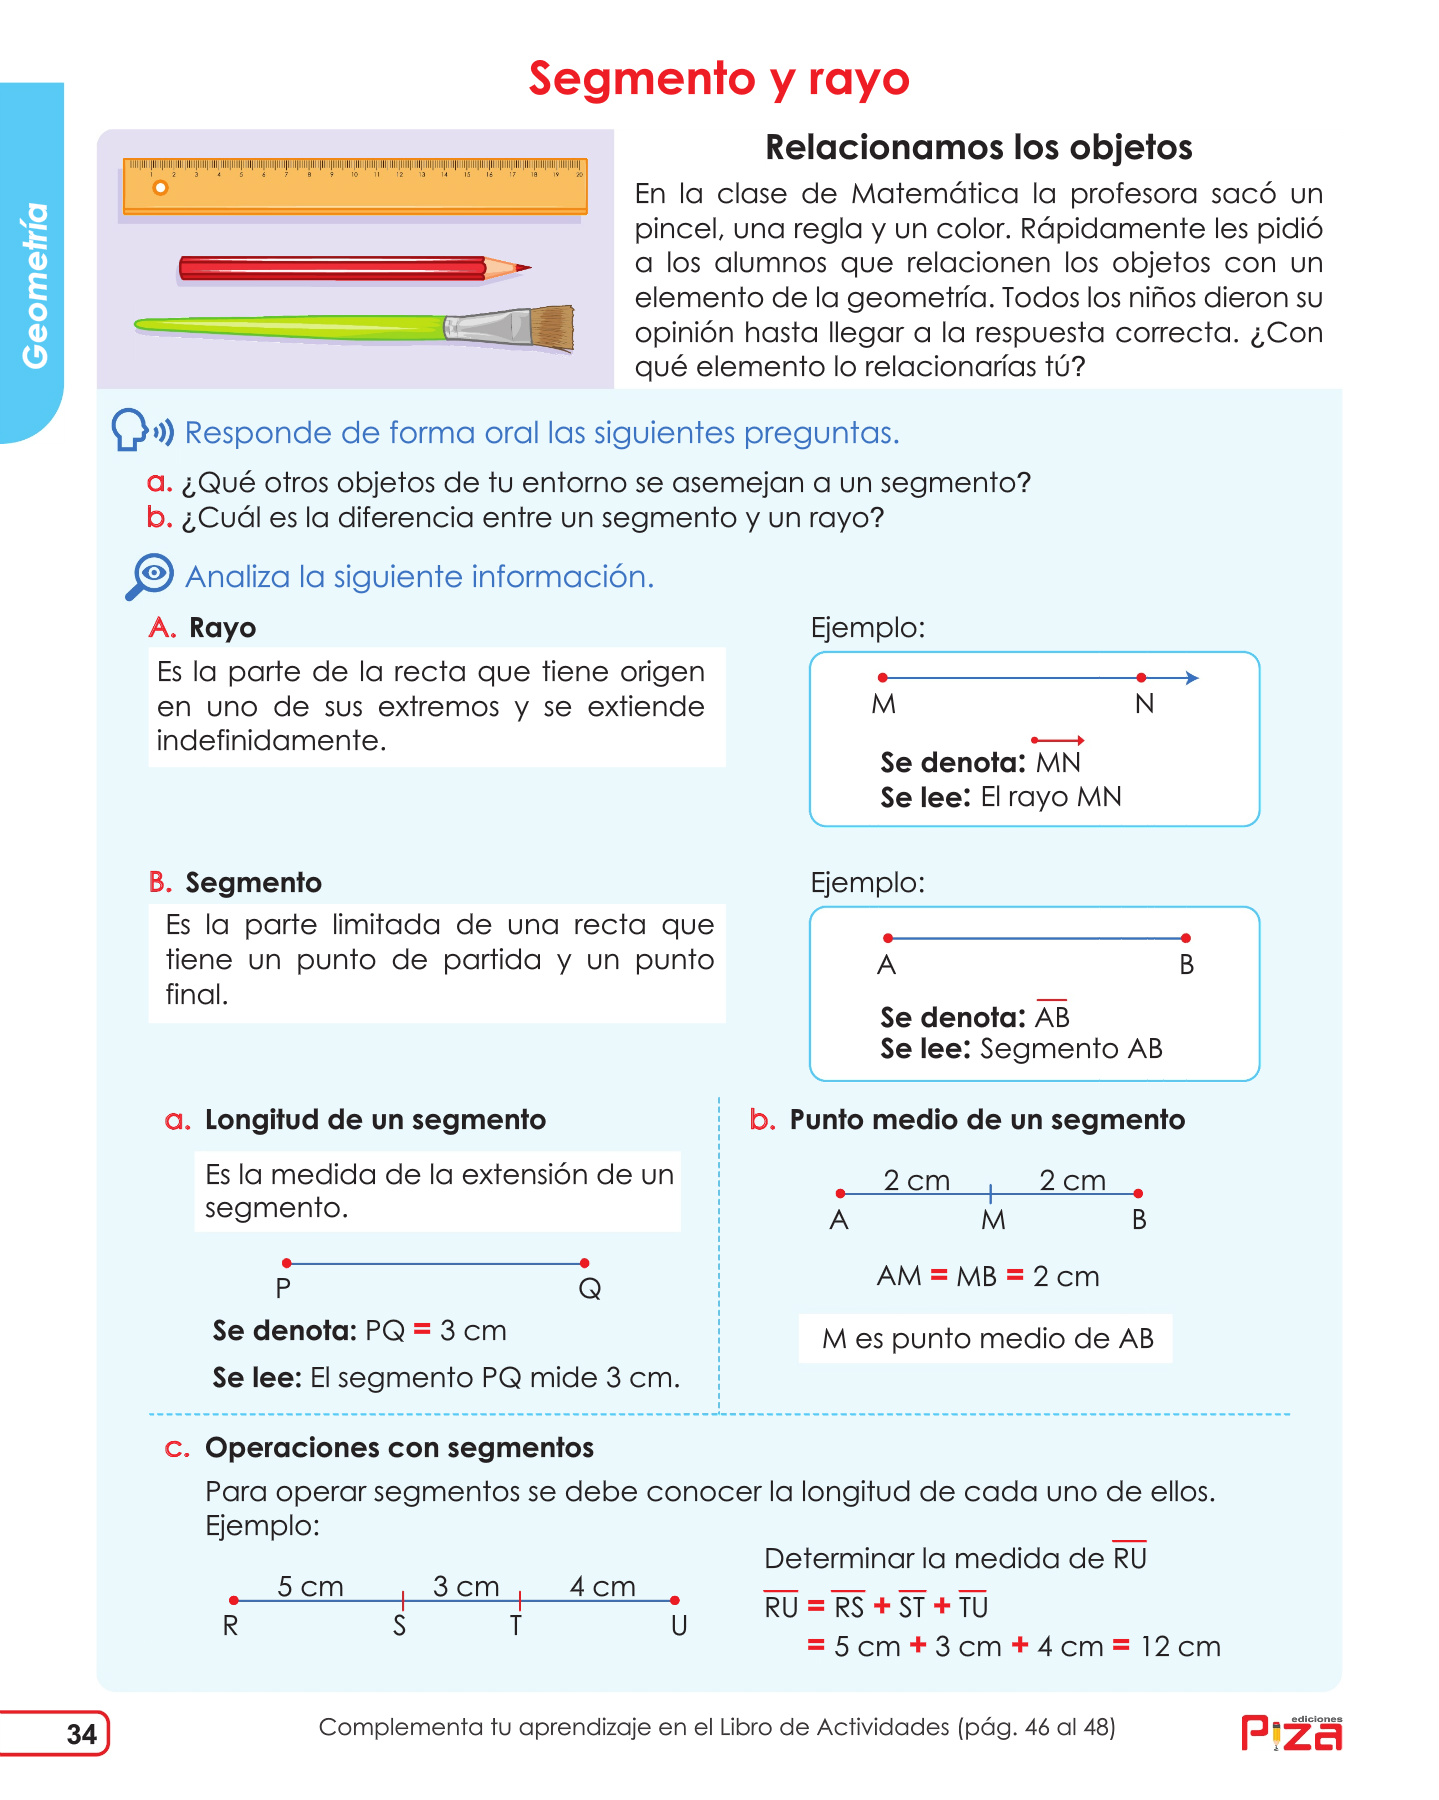 Segmento y rayo
Geometría
1 2 3 4 5 6 7 8 9 10 11 12 13 14 15 16 17 18 19 20
Relacionamos los objetos
En la clase de Matemática la profesora sacó un
pincel, una regla y un color. Rápidamente les pidió
a los alumnos que relacionen los objetos con un
elemento de la geometría. Todos los niños dieron su
opinión hasta llegar a la respuesta correcta. ¿Con
qué elemento lo relacionarías tú?
Responde de forma oral las siguientes preguntas.
a. ¿Qué otros objetos de tu entorno se asemejan a un segmento?
b. ¿Cuál es la diferencia entre un segmento y un rayo?
Analiza la siguiente información.
A. Rayo
Es la parte de la recta que tiene origen
en uno de sus extremos y se extiende
indefinidamente.
Ejemplo:
M N
Se denota: MN
Se lee: El rayo MN
B. Segmento
Es la parte limitada de una recta que
tiene un punto de partida y un punto
final.
Ejemplo:
A B
Se denota: AB
Se lee: Segmento AB
a. Longitud de un segmento
Es la medida de la extensión de un
segmento.
P Q
Se denota: PQ = 3 cm
Se lee: El segmento PQ mide 3 cm.
b. Punto medio de un segmento
2 cm 2 cm
A M B
AM = MB = 2 cm
M es punto medio de AB
c. Operaciones con segmentos
Para operar segmentos se debe conocer la longitud de cada uno de ellos.
Ejemplo:
5 cm 3 cm 4 cm
R S T U
Determinar la medida de RU
RU = RS + ST + TU
= 5 cm + 3 cm + 4 cm = 12 cm
34
Complementa tu aprendizaje en el Libro de Actividades (pág. 46 al 48)
ediciones
PIZA